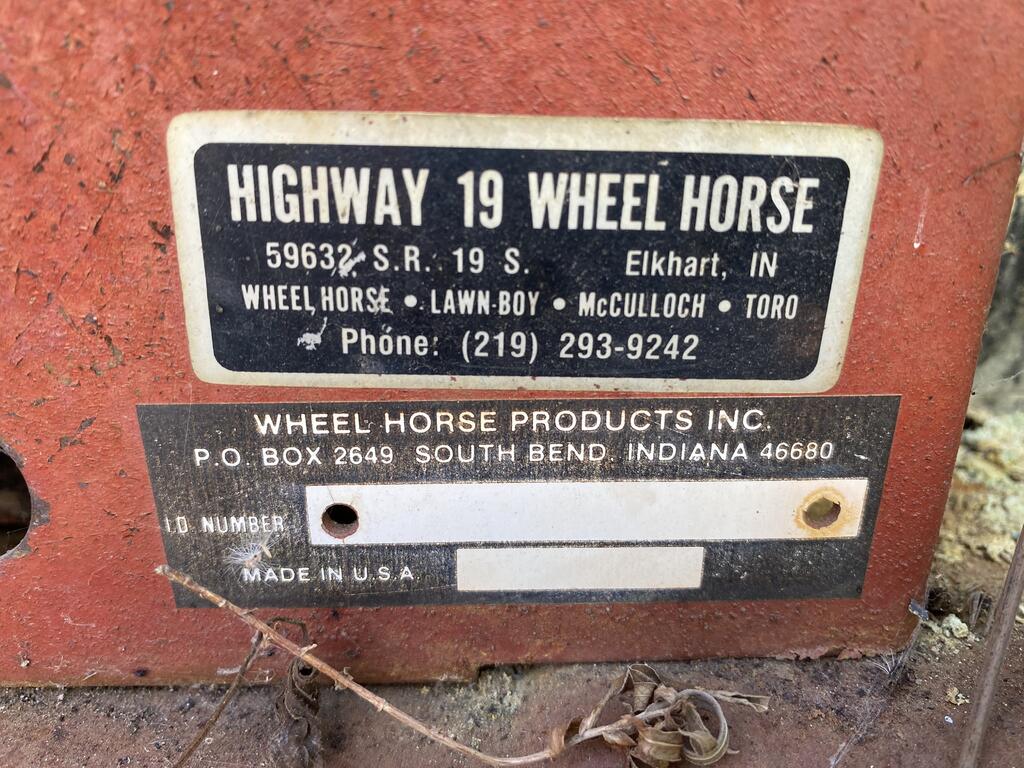 HIGHWAY 19 WHEEL HORSE
59632 S.R. 19 S. Elkhart, IN
WHEEL HORSE • LAWN-BOY • McCULLOCH • TORO
Phone: (219) 293-9242
WHEEL HORSE PRODUCTS INC.
P.O. BOX 2649 SOUTH BEND, INDIANA 46680
I.D. NUMBER
MADE IN U.S.A.